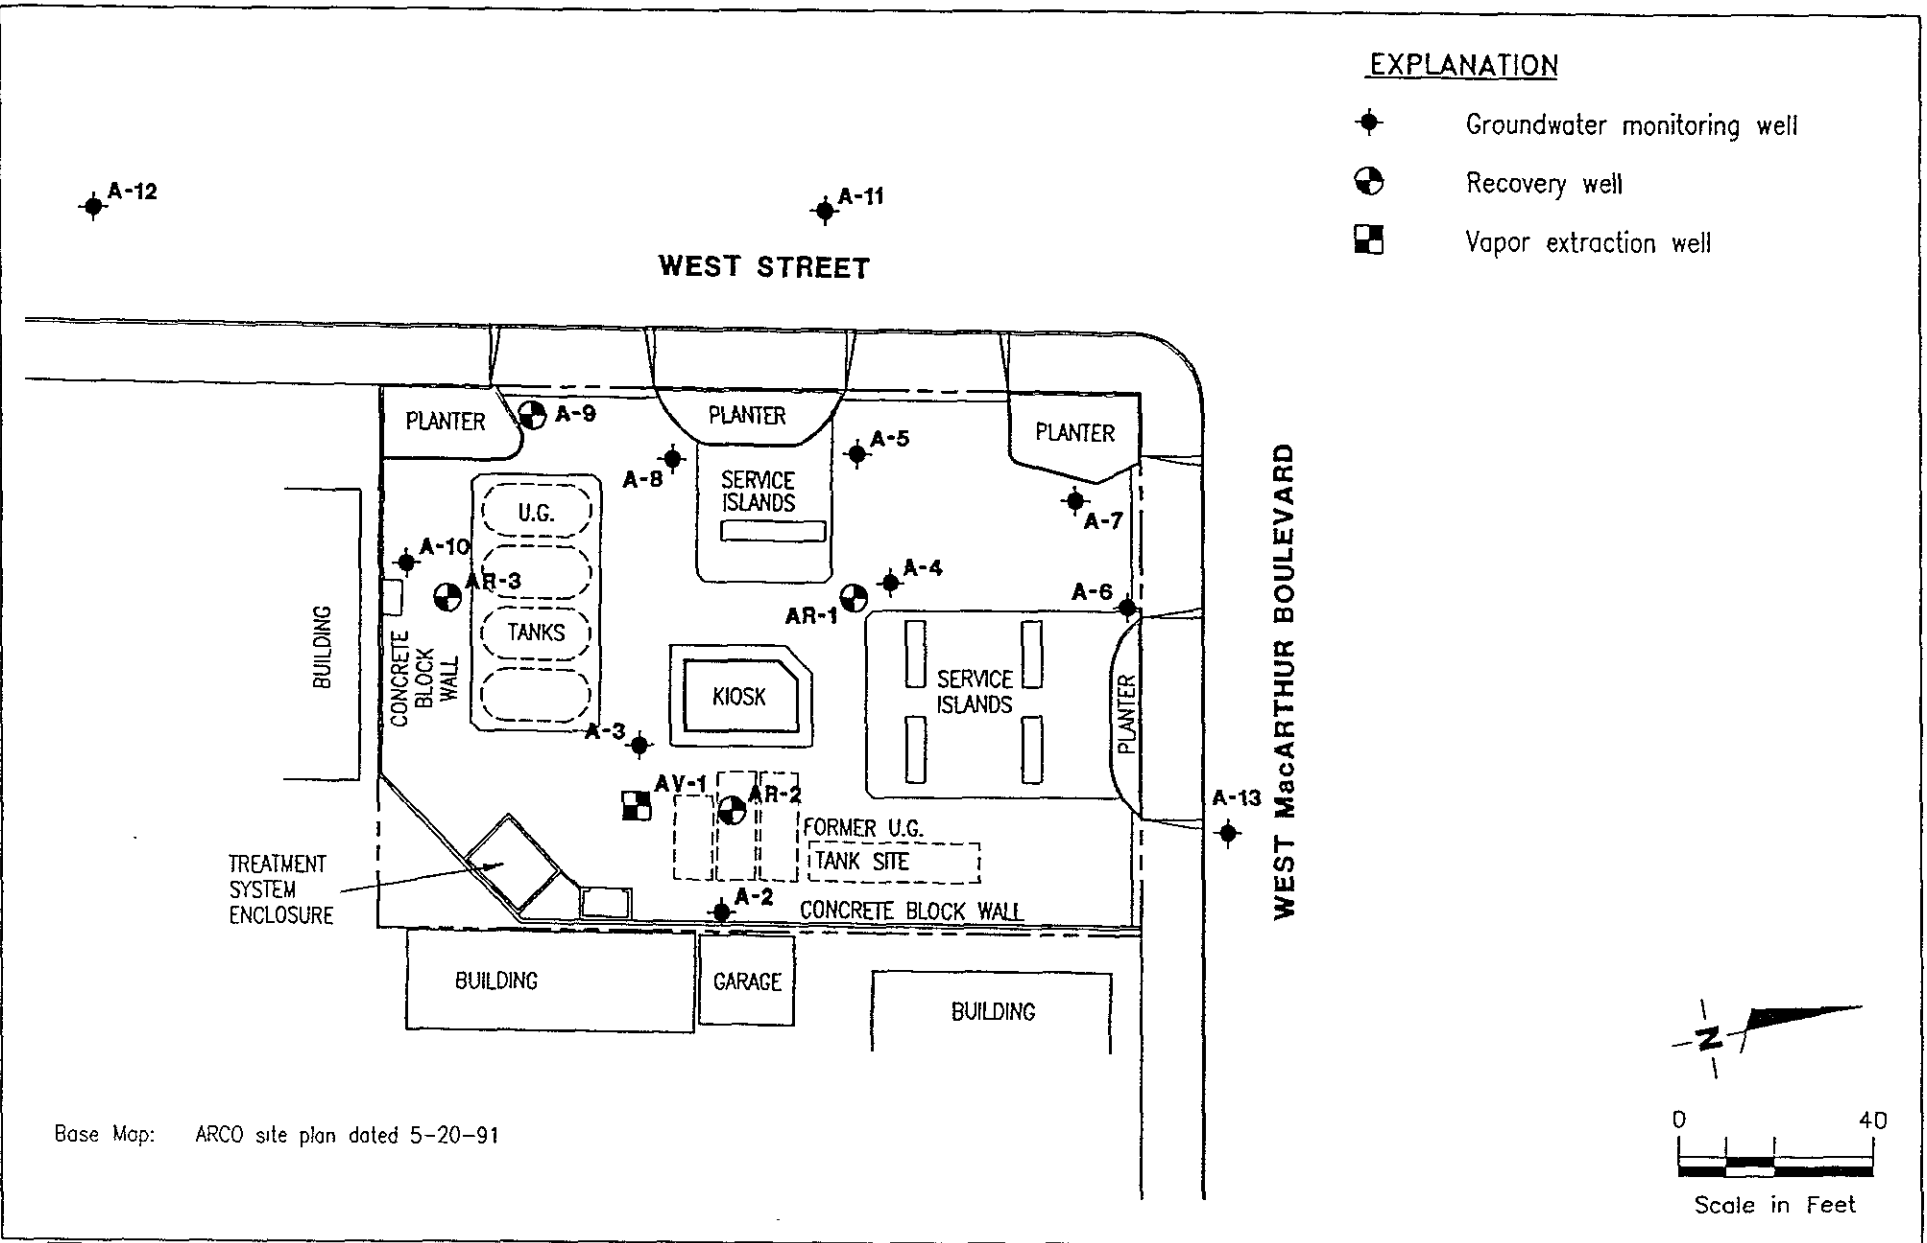 EXPLANATION
Groundwater monitoring well
Recovery well
Vapor extraction well
A-12
A-11
WEST STREET
PLANTER
A-9
PLANTER
PLANTER
A-5
A-8
SERVICE
ISLANDS
U.G.
A-7
A-10
AR-3
A-4
A-6
AR-1
TANKS
BUILDING
CONCRETE
BLOCK
WALL
KIOSK
SERVICE
ISLANDS
PLANTER
WEST MacARTHUR BOULEVARD
A-3
AV-1
AR-2
A-13
FORMER U.G.
TANK SITE
TREATMENT
SYSTEM
ENCLOSURE
A-2
CONCRETE BLOCK WALL
BUILDING
GARAGE
BUILDING
N
Base Map: ARCO site plan dated 5-20-91
0 40
Scale in Feet